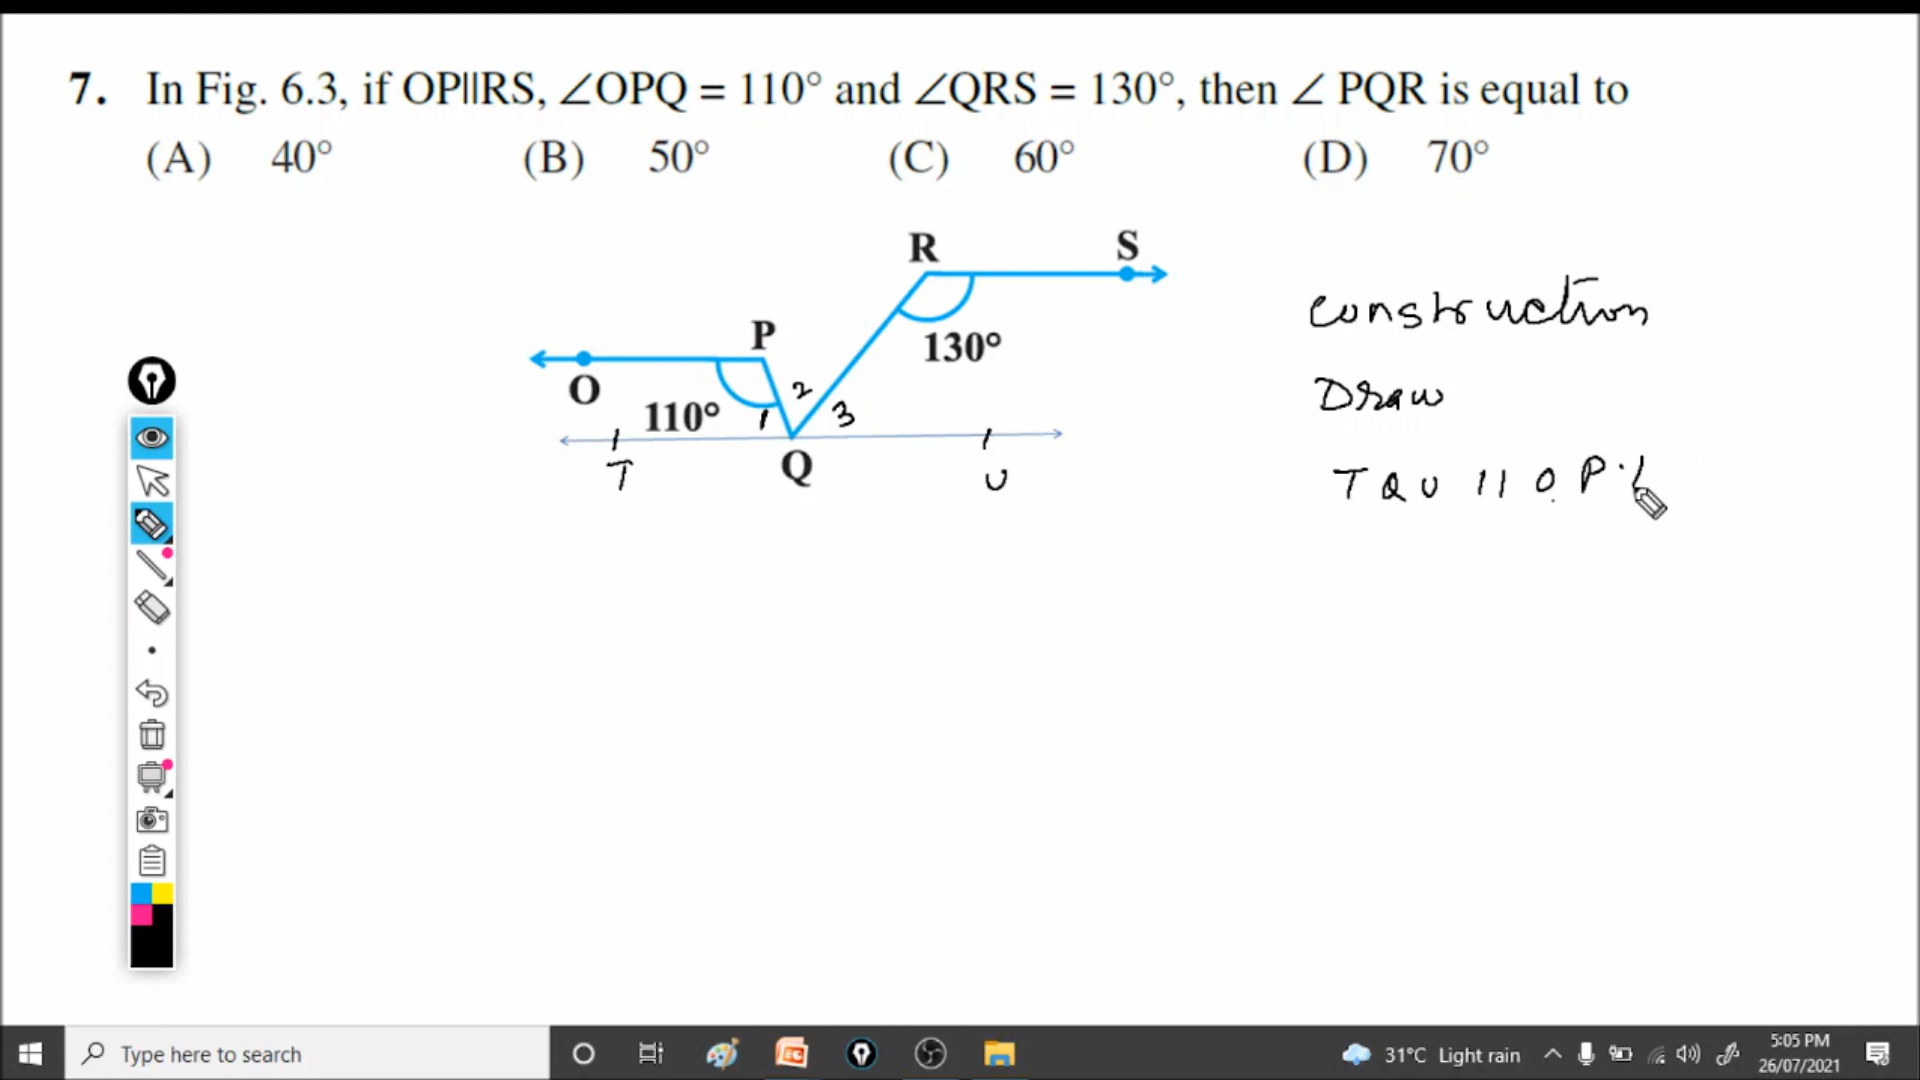 7. In Fig. 6.3, if OP||RS, ∠OPQ = 110° and ∠QRS = 130°, then ∠ PQR is equal to
(A) 40° (B) 50° (C) 60° (D) 70°
R S
P
130°
O
110° 1 2 3
T Q U
Construction
Draw
TQU || OP
Type here to search
31°C Light rain
5:05 PM
26/07/2021